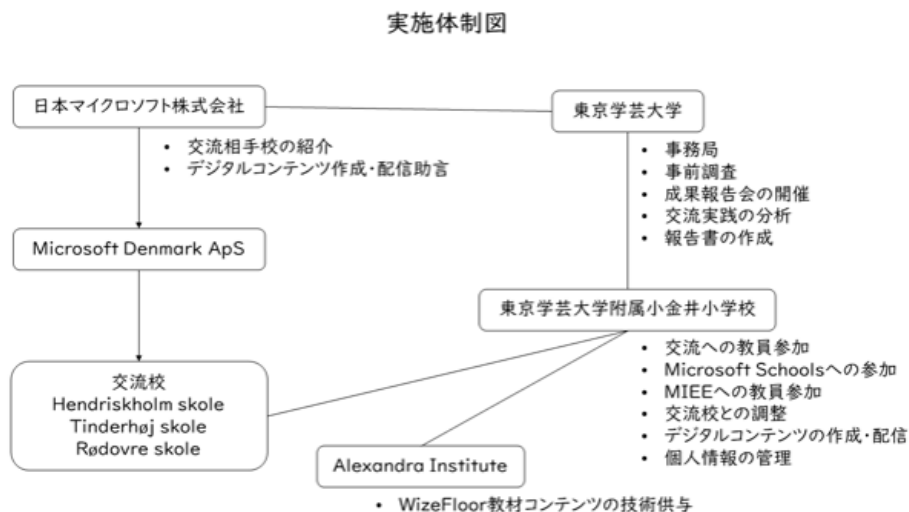 実施体制図
日本マイクロソフト株式会社
• 交流相手校の紹介
• デジタルコンテンツ作成・配信助言
東京学芸大学
• 事務局
• 事前調査
• 成果報告会の開催
• 交流実践の分析
• 報告書の作成
Microsoft Denmark ApS
東京学芸大学附属小金井小学校
• 交流への教員参加
• Microsoft Schoolsへの参加
• MIEEへの教員参加
• 交流校との調整
• デジタルコンテンツの作成・配信
• 個人情報の管理
交流校
Hendriskholm skole
Tinderhøj skole
Rødovre skole
Alexandra Institute
• WizeFloor教材コンテンツの技術供与